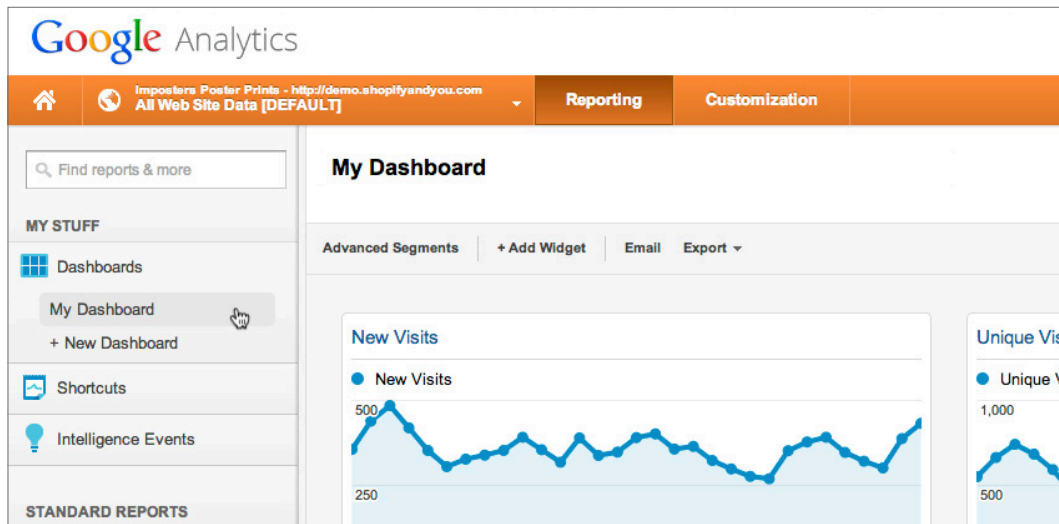 Google Analytics
Imposters Poster Prints - http://demo.shopifyandyou.com
All Web Site Data [DEFAULT]
Reporting
Customization
Find reports & more
MY STUFF
Dashboards
My Dashboard
+ New Dashboard
Shortcuts
Intelligence Events
STANDARD REPORTS
My Dashboard
Advanced Segments
+ Add Widget
Email
Export
New Visits
New Visits
500
250
Unique Vis
Unique V
1,000
500